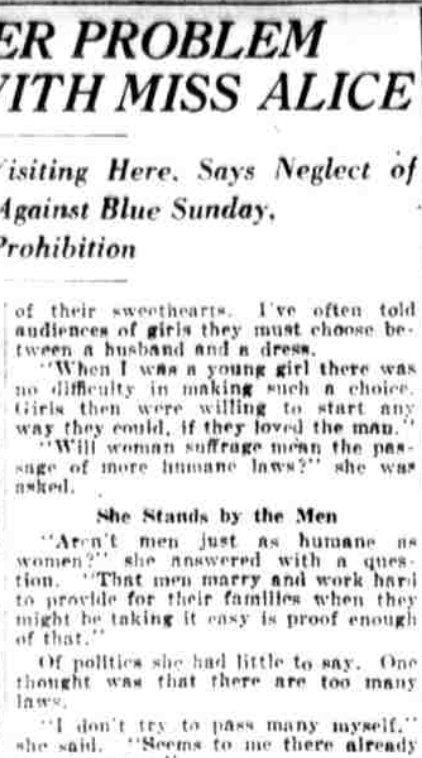 ER PROBLEM
WITH MISS ALICE
isiting Here, Says Neglect of
Against Blue Sunday,
Prohibition
of their sweethearts. I've often told
audiences of girls they must choose be-
tween a husband and a dress.
"When I was a young girl there was
no difficulty in making such a choice.
Girls then were willing to start any
way they could, if they loved the man."
"Will woman suffrage mean the pas-
sage of more humane laws?" she was
asked.
She Stands by the Men
"Aren't men just as humane as
women?" she answered with a ques-
tion. "That men marry and work hard
to provide for their families when they
might be taking it easy is proof enough
of that."
Of politics she had little to say. One
thought was that there are too many
laws.
"I don't try to pass many myself,"
she said. "Seems to me there already